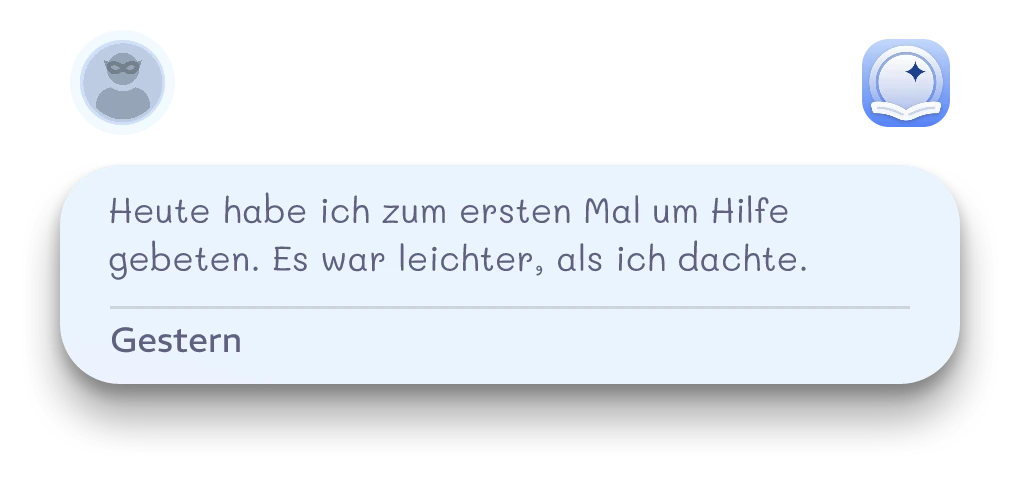 Heute habe ich zum ersten Mal um Hilfe
gebeten. Es war leichter, als ich dachte.
Gestern